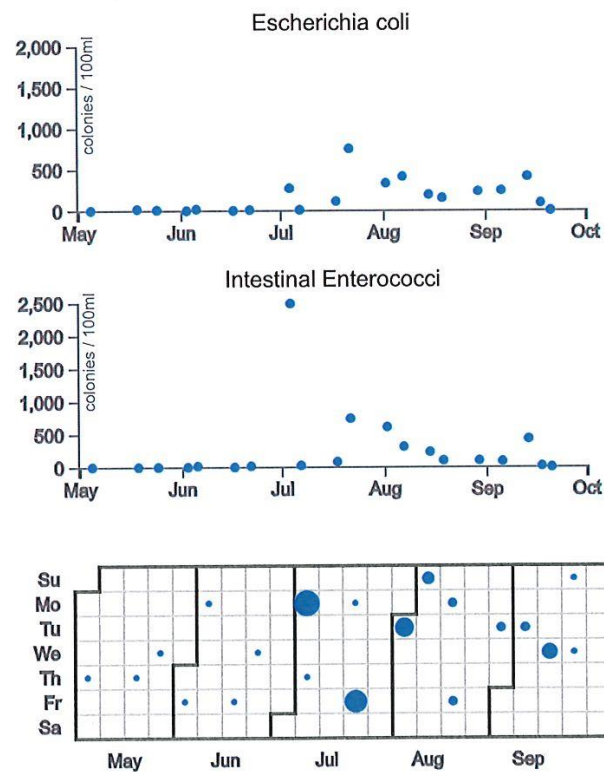 Escherichia coli
2,000
1,500
1,000
500
0
colonies / 100ml
May Jun Jul Aug Sep Oct
Intestinal Enterococci
2,500
2,000
1,500
1,000
500
0
colonies / 100ml
May Jun Jul Aug Sep Oct
Su
Mo
Tu
We
Th
Fr
Sa
May Jun Jul Aug Sep